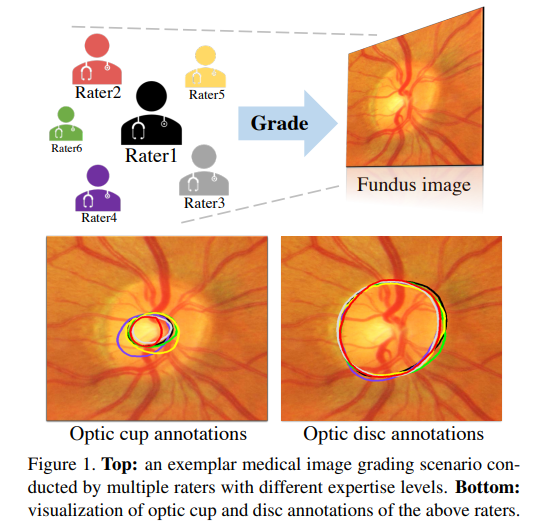 Rater2
Rater5
Rater6
Rater1
Grade
Rater4
Rater3
Fundus image
Optic cup annotations
Optic disc annotations
Figure 1. Top: an exemplar medical image grading scenario con-
ducted by multiple raters with different expertise levels. Bottom:
visualization of optic cup and disc annotations of the above raters.